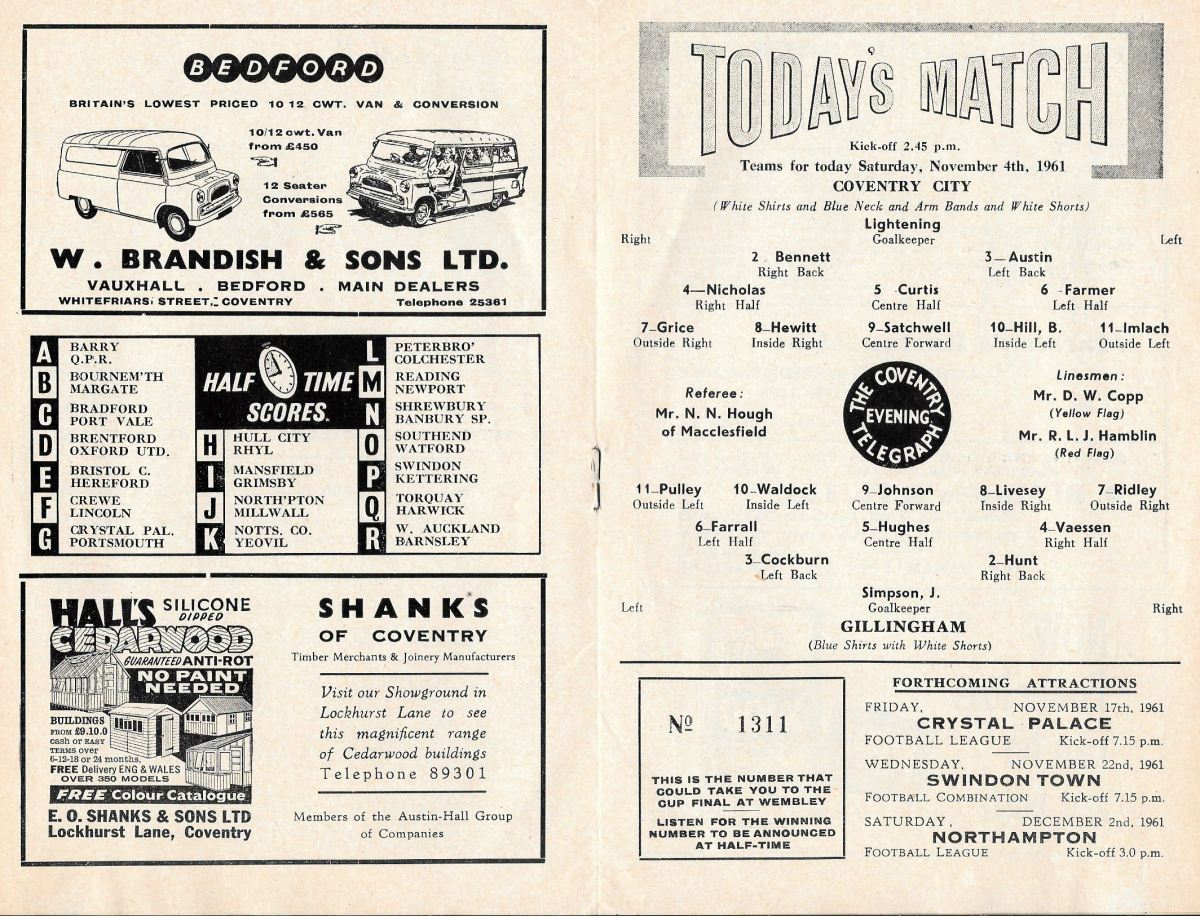 BEDFORD
BRITAIN'S LOWEST PRICED 10 12 CWT. VAN & CONVERSION
10/12 cwt. Van
from £450
12 Seater
Conversions
from £565
W. BRANDISH & SONS LTD.
VAUXHALL . BEDFORD . MAIN DEALERS
WHITEFRIARS STREET, COVENTRY
Telephone 25361
HALF TIME
SCORES.
A BARRY
Q.P.R.
B BOURNEM'TH
MARGATE
C BRADFORD
PORT VALE
D BRENTFORD
OXFORD UTD.
E BRISTOL C.
HEREFORD
F CREWE
LINCOLN
G CRYSTAL PAL.
PORTSMOUTH
H HULL CITY
RHYL
I MANSFIELD
GRIMSBY
J NORTH'PTON
MILLWALL
K NOTTS. CO.
YEOVIL
L PETERBRO'
COLCHESTER
M READING
NEWPORT
N SHREWBURY
BANBURY SP.
O SOUTHEND
WATFORD
P SWINDON
KETTERING
Q TORQUAY
HARWICK
R W. AUCKLAND
BARNSLEY
HALL'S SILICONE
DIPPED
CEDARWOOD
GUARANTEED ANTI-ROT
NO PAINT
NEEDED
BUILDINGS
FROM £9.10.0
cash or EASY
TERMS over
6-12-18 or 24 months.
FREE Delivery ENG & WALES
OVER 350 MODELS
FREE Colour Catalogue
E. O. SHANKS & SONS LTD
Lockhurst Lane, Coventry
SHANKS
OF COVENTRY
Timber Merchants & Joinery Manufacturers
Visit our Showground in
Lockhurst Lane to see
this magnificent range
of Cedarwood buildings
Telephone 89301
Members of the Austin-Hall Group
of Companies
TODAY'S MATCH
Kick-off 2.45 p.m.
Teams for today Saturday, November 4th, 1961
COVENTRY CITY
(White Shirts and Blue Neck and Arm Bands and White Shorts)
Lightening
Right Goalkeeper Left
2 Bennett 3—Austin
Right Back Left Back
4—Nicholas 5 Curtis 6 Farmer
Right Half Centre Half Left Half
7—Grice 8—Hewitt 9—Satchwell 10—Hill, B. 11—Imlach
Outside Right Inside Right Centre Forward Inside Left Outside Left
Referee:
Mr. N. N. Hough
of Macclesfield
THE COVENTRY
EVENING
TELEGRAPH
Linesmen:
Mr. D. W. Copp
(Yellow Flag)
Mr. R. L. J. Hamblin
(Red Flag)
11—Pulley 10—Waldock 9—Johnson 8—Livesey 7—Ridley
Outside Left Inside Left Centre Forward Inside Right Outside Right
6—Farrall 5—Hughes 4—Vaessen
Left Half Centre Half Right Half
3—Cockburn 2—Hunt
Left Back Right Back
Simpson, J.
Left Goalkeeper Right
GILLINGHAM
(Blue Shirts with White Shorts)
Nº 1311
THIS IS THE NUMBER THAT
COULD TAKE YOU TO THE
CUP FINAL AT WEMBLEY
LISTEN FOR THE WINNING
NUMBER TO BE ANNOUNCED
AT HALF-TIME
FORTHCOMING ATTRACTIONS
FRIDAY, NOVEMBER 17th, 1961
CRYSTAL PALACE
FOOTBALL LEAGUE Kick-off 7.15 p.m.
WEDNESDAY, NOVEMBER 22nd, 1961
SWINDON TOWN
FOOTBALL COMBINATION Kick-off 7.15 p.m.
SATURDAY, DECEMBER 2nd, 1961
NORTHAMPTON
FOOTBALL LEAGUE Kick-off 3.0 p.m.